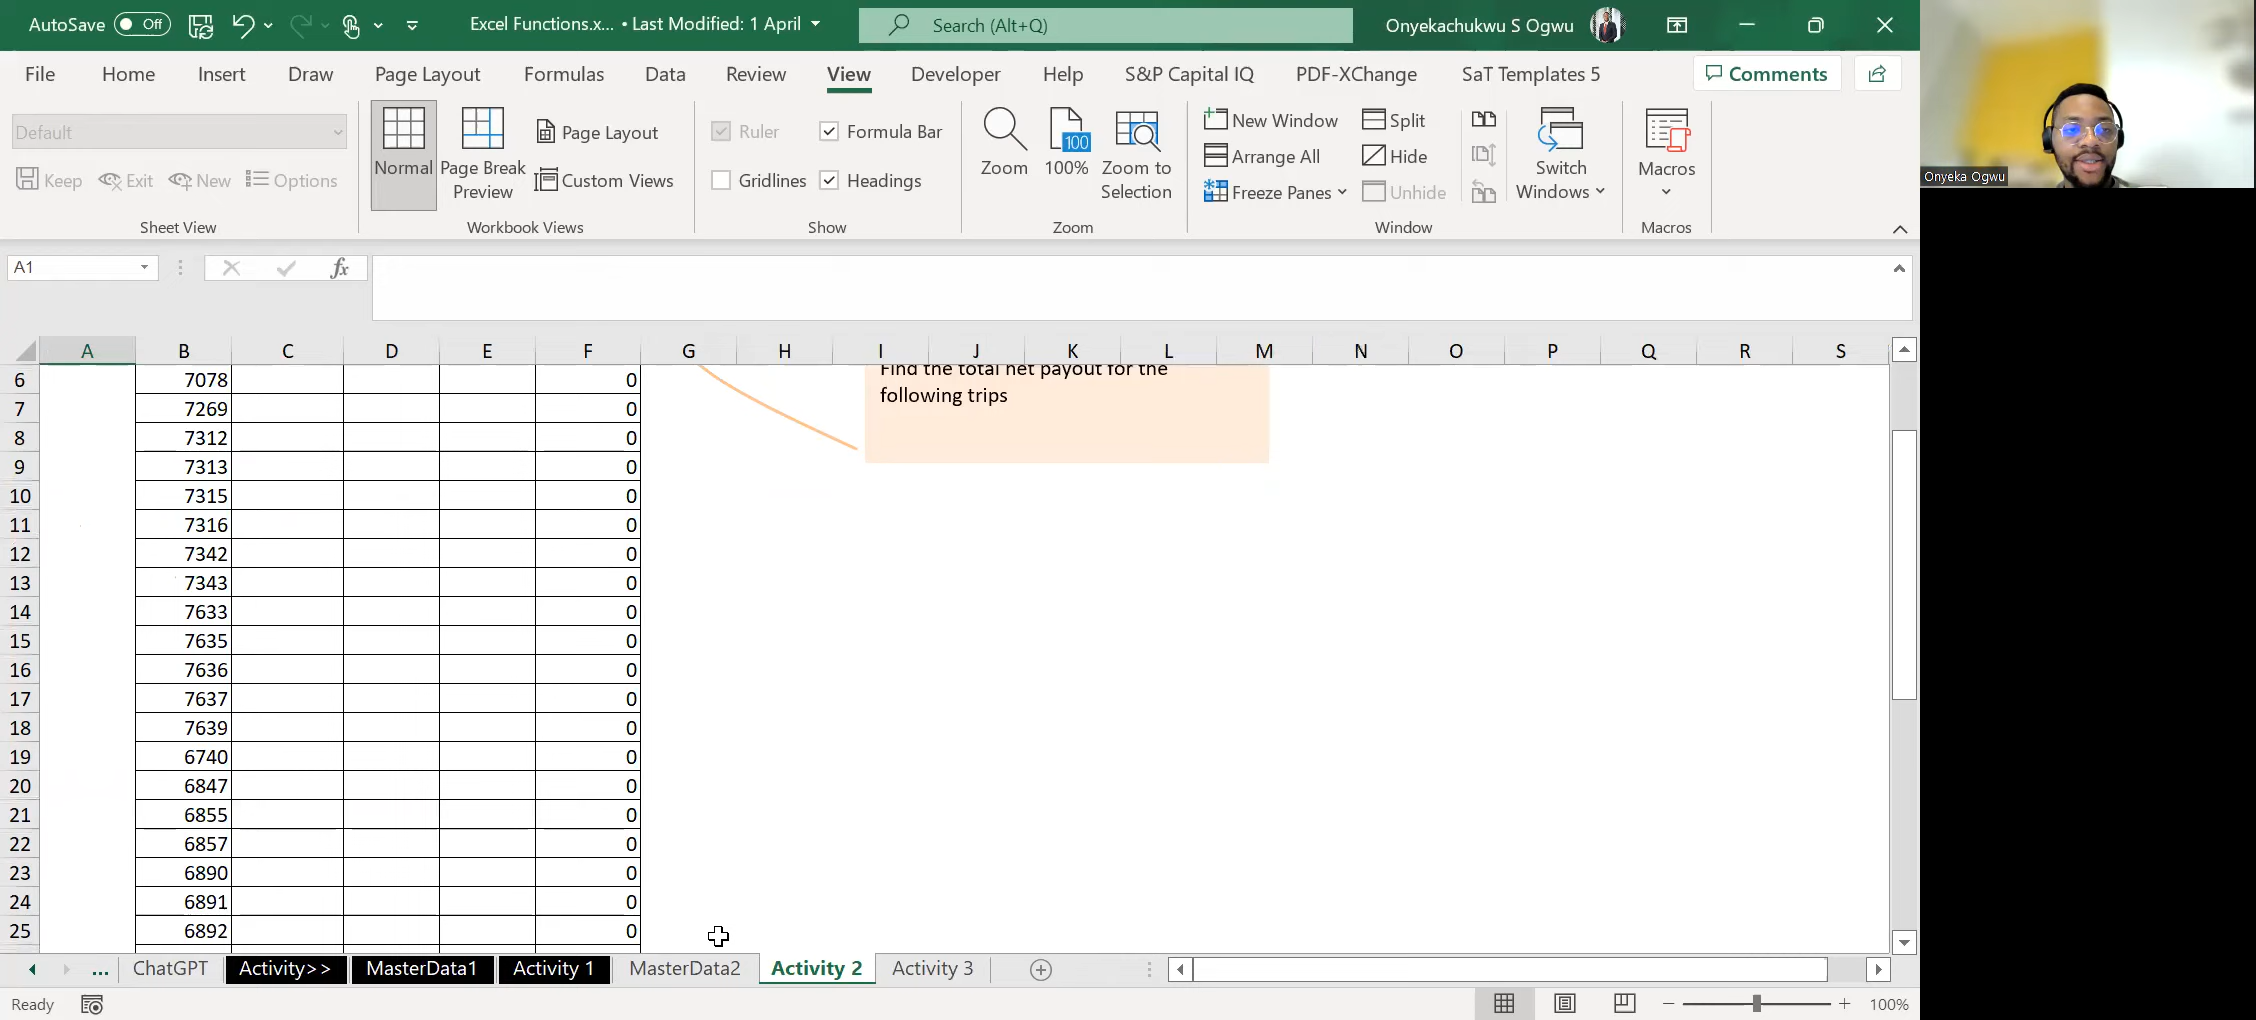 AutoSave Off Excel Functions.x... • Last Modified: 1 April Search (Alt+Q) Onyekachukwu S Ogwu
File Home Insert Draw Page Layout Formulas Data Review View Developer Help S&P Capital IQ PDF-XChange SaT Templates 5 Comments
Default
Keep Exit New Options
Sheet View
Normal
Page Break
Preview
Page Layout
Custom Views
Workbook Views
Ruler Formula Bar
Gridlines Headings
Show
Zoom
100
100%
Zoom to
Selection
Zoom
New Window
Arrange All
Freeze Panes
Split
Hide
Unhide
Switch
Windows
Window
Macros
Macros
Onyeka Ogwu
A1 fx
A B C D E F G H I J K L M N O P Q R S
6 7078 0
7 7269 0
8 7312 0
9 7313 0
10 7315 0
11 7316 0
12 7342 0
13 7343 0
14 7633 0
15 7635 0
16 7636 0
17 7637 0
18 7639 0
19 6740 0
20 6847 0
21 6855 0
22 6857 0
23 6890 0
24 6891 0
25 6892 0
Find the total net payout for the
following trips
... ChatGPT Activity>> MasterData1 Activity 1 MasterData2 Activity 2 Activity 3
Ready 100%